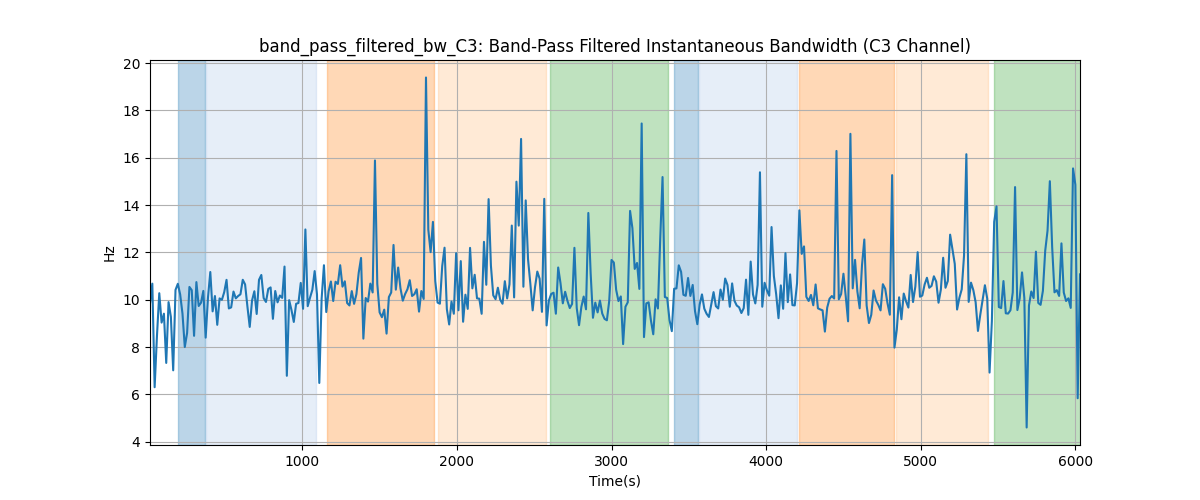 band_pass_filtered_bw_C3: Band-Pass Filtered Instantaneous Bandwidth (C3 Channel)
20
18
16
14
12
10
8
6
4
Hz
1000 2000 3000 4000 5000 6000
Time(s)